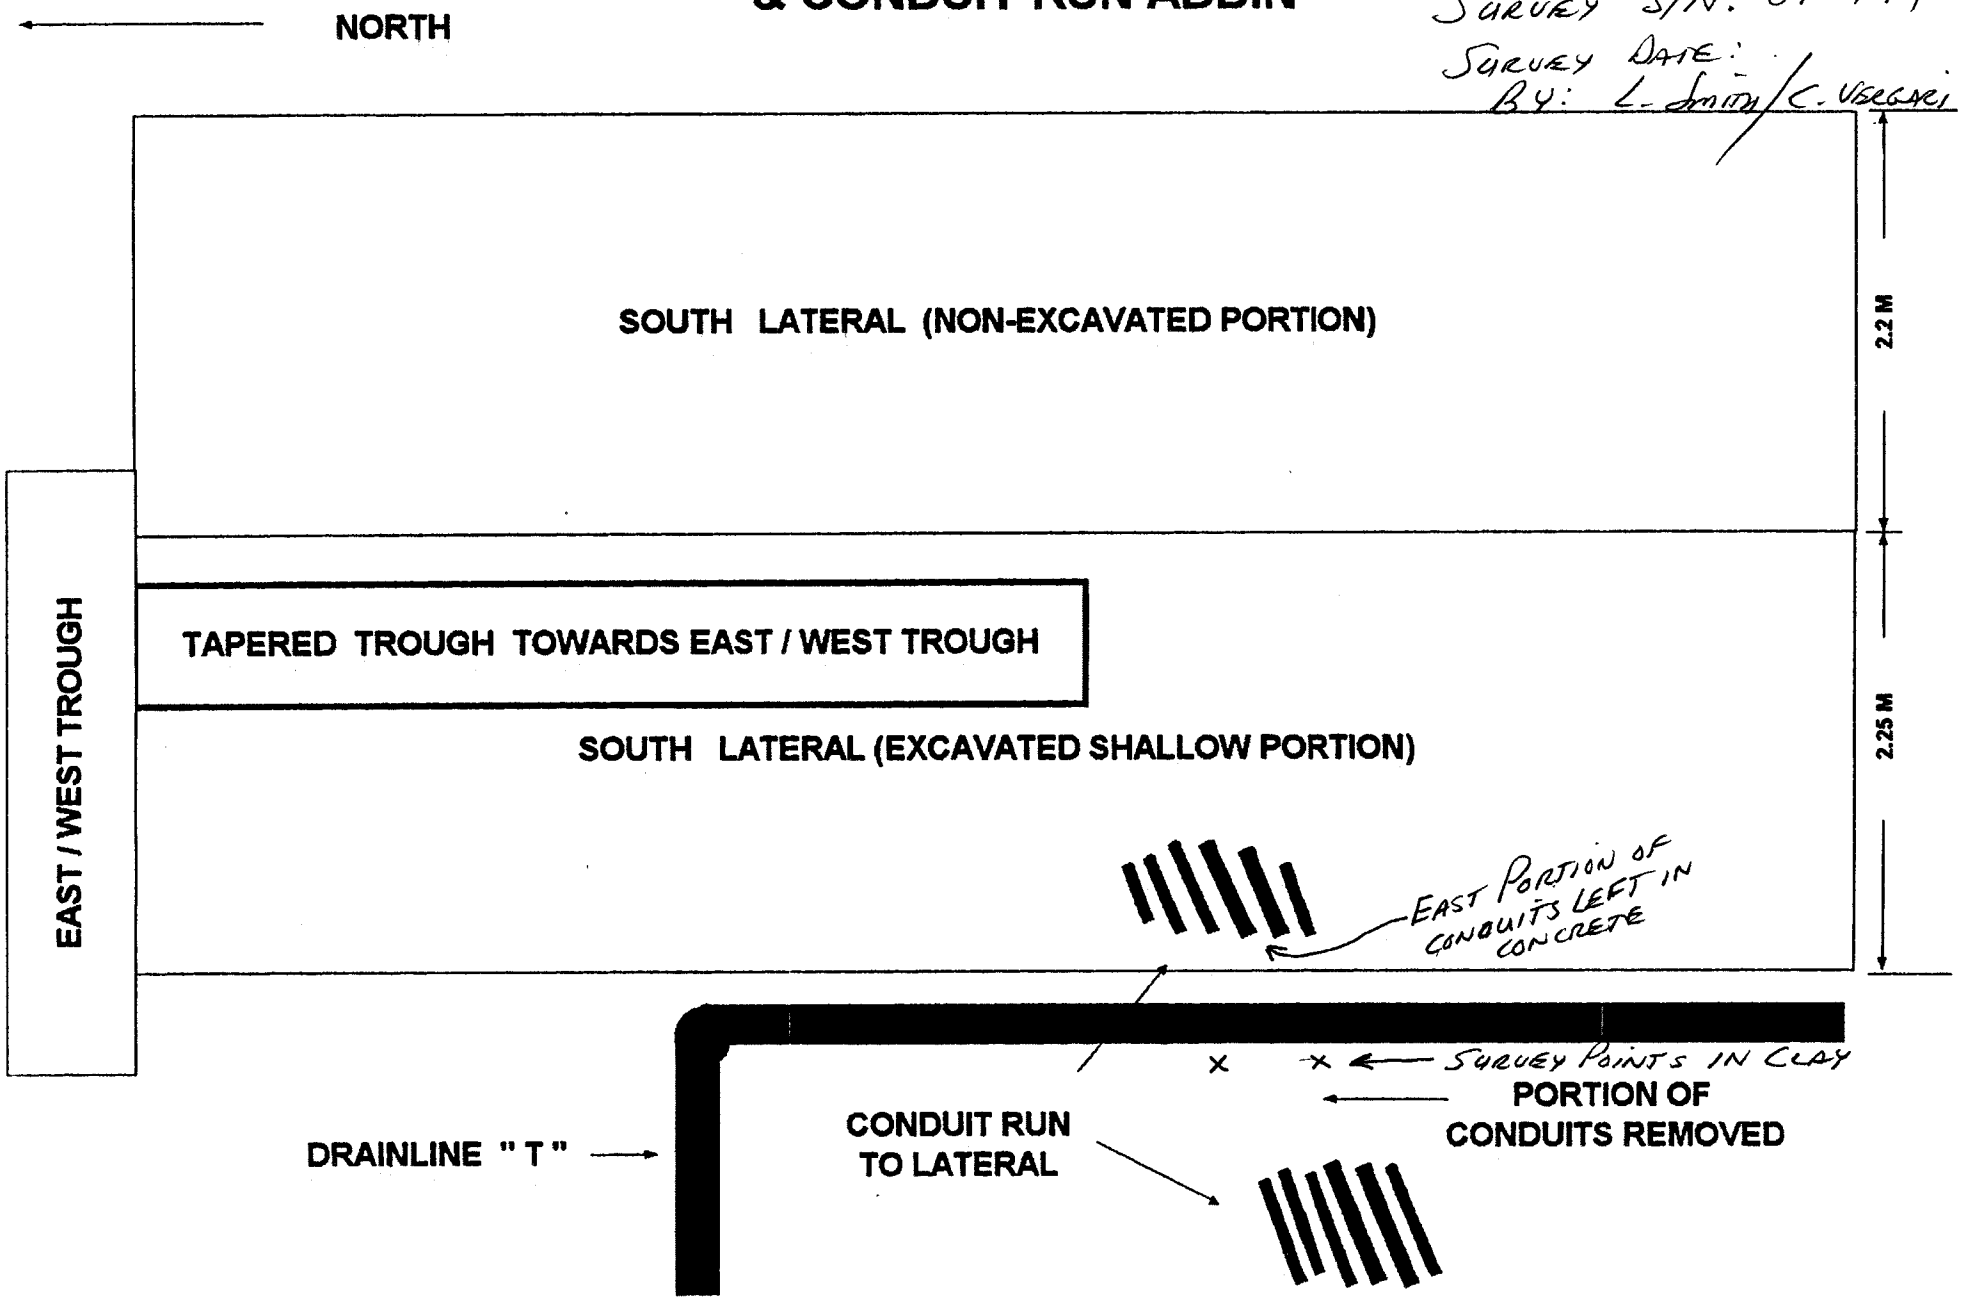 & CONDUIT RUN ADDIN
NORTH
SURVEY S/N:
SURVEY DATE:
BY: L. Smith / C. VERGARI
2.2 M
SOUTH LATERAL (NON-EXCAVATED PORTION)
EAST / WEST TROUGH
TAPERED TROUGH TOWARDS EAST / WEST TROUGH
2.25 M
SOUTH LATERAL (EXCAVATED SHALLOW PORTION)
EAST PORTION OF
CONDUITS LEFT IN
CONCRETE
x x SURVEY POINTS IN CLAY
PORTION OF
CONDUITS REMOVED
CONDUIT RUN
TO LATERAL
DRAINLINE " T "